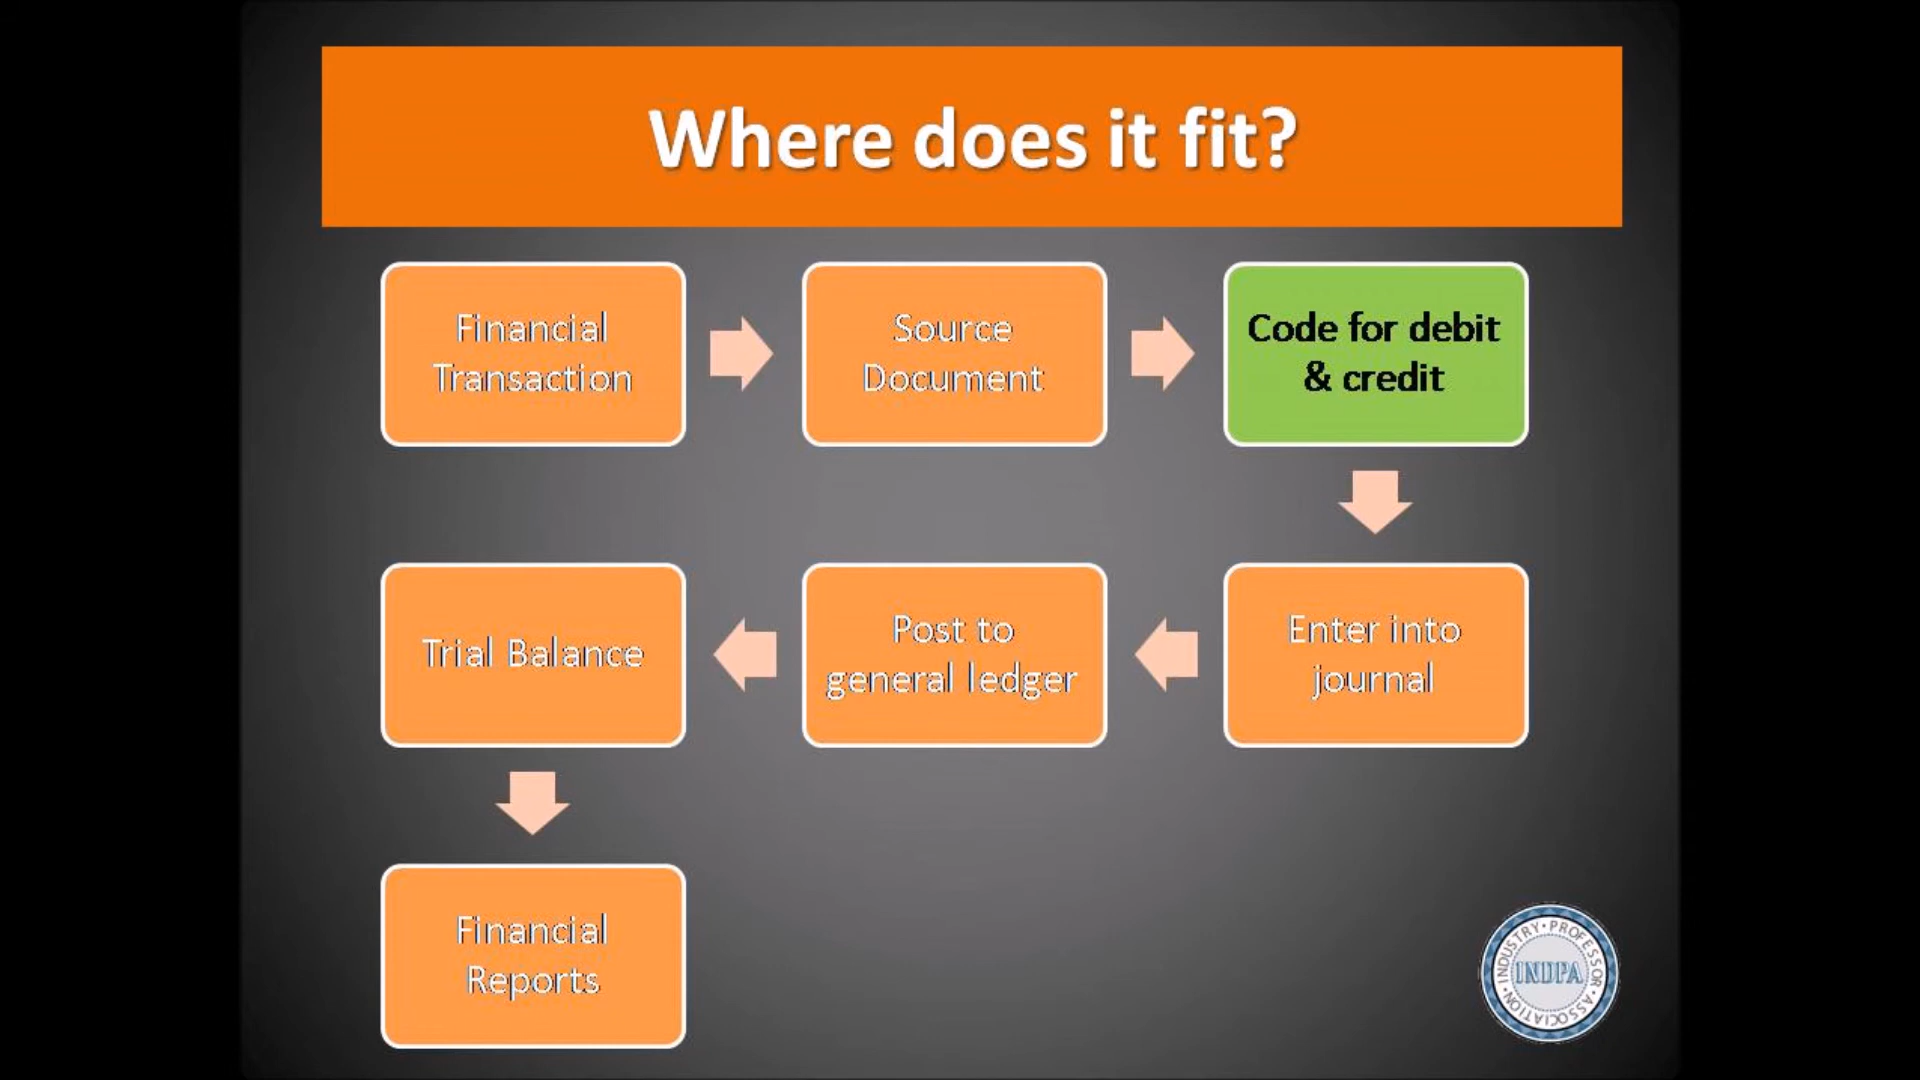 Where does it fit?
Financial
Transaction
Source
Document
Code for debit
& credit
Enter into
journal
Post to
general ledger
Trial Balance
Financial
Reports
INDUSTRY · PROFESSOR · ASSOCIATION ·
INDPA